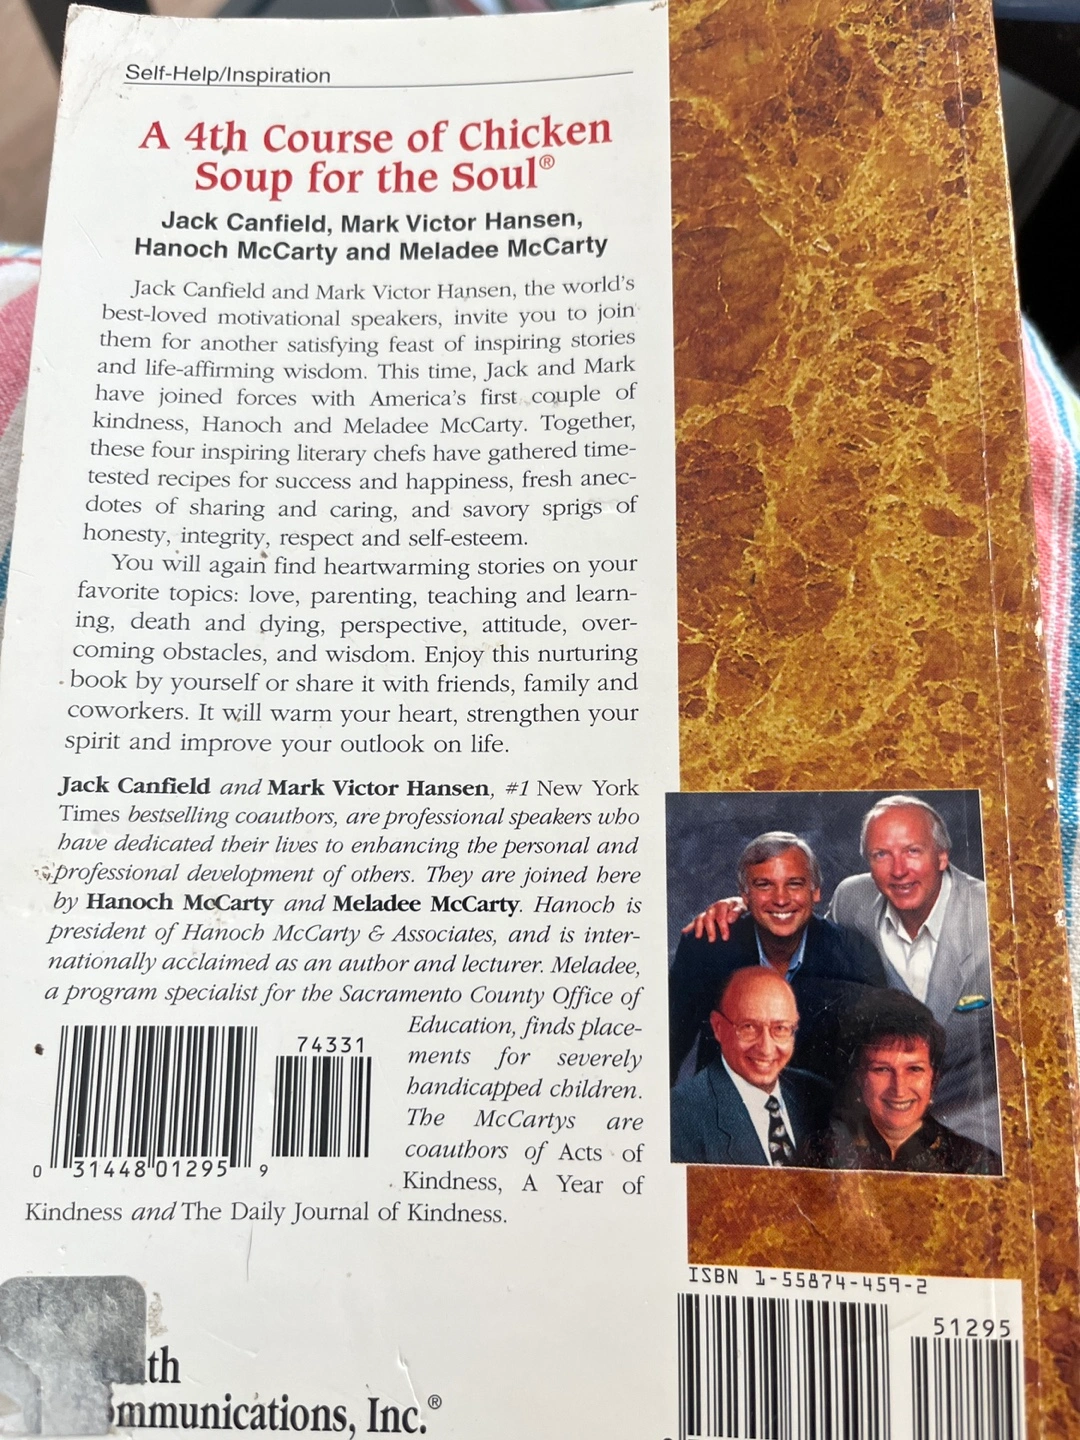 Self-Help/Inspiration
A 4th Course of Chicken
Soup for the Soul®
Jack Canfield, Mark Victor Hansen,
Hanoch McCarty and Meladee McCarty
Jack Canfield and Mark Victor Hansen, the world's
best-loved motivational speakers, invite you to join
them for another satisfying feast of inspiring stories
and life-affirming wisdom. This time, Jack and Mark
have joined forces with America's first couple of
kindness, Hanoch and Meladee McCarty. Together,
these four inspiring literary chefs have gathered time-
tested recipes for success and happiness, fresh anec-
dotes of sharing and caring, and savory sprigs of
honesty, integrity, respect and self-esteem.
You will again find heartwarming stories on your
favorite topics: love, parenting, teaching and learn-
ing, death and dying, perspective, attitude, over-
coming obstacles, and wisdom. Enjoy this nurturing
book by yourself or share it with friends, family and
coworkers. It will warm your heart, strengthen your
spirit and improve your outlook on life.
Jack Canfield and Mark Victor Hansen, #1 New York
Times bestselling coauthors, are professional speakers who
have dedicated their lives to enhancing the personal and
professional development of others. They are joined here
by Hanoch McCarty and Meladee McCarty. Hanoch is
president of Hanoch McCarty & Associates, and is inter-
nationally acclaimed as an author and lecturer. Meladee,
a program specialist for the Sacramento County Office of
Education, finds place-
ments for severely
handicapped children.
The McCartys are
coauthors of Acts of
Kindness, A Year of
Kindness and The Daily Journal of Kindness.
74331
0 31448 01295 9
ISBN 1-55874-459-2
51295
th
mmunications, Inc.®